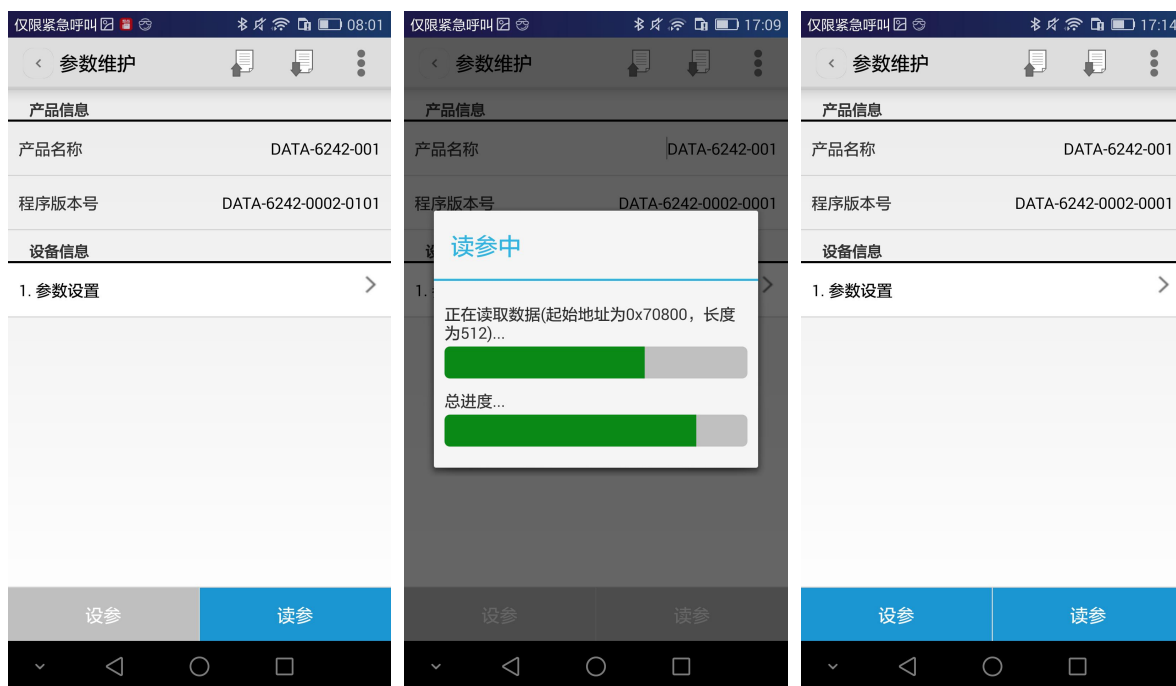 仅限紧急呼叫 08:01
参数维护
产品信息
产品名称 DATA-6242-001
程序版本号 DATA-6242-0002-0101
设备信息
1. 参数设置
设参 读参
仅限紧急呼叫 17:09
参数维护
产品信息
产品名称 DATA-6242-001
程序版本号 DATA-6242-0002-0001
设
1.
读参中
正在读取数据(起始地址为0x70800，长度
为512)...
总进度...
设参 读参
仅限紧急呼叫 17:14
参数维护
产品信息
产品名称 DATA-6242-001
程序版本号 DATA-6242-0002-0001
设备信息
1. 参数设置
设参 读参